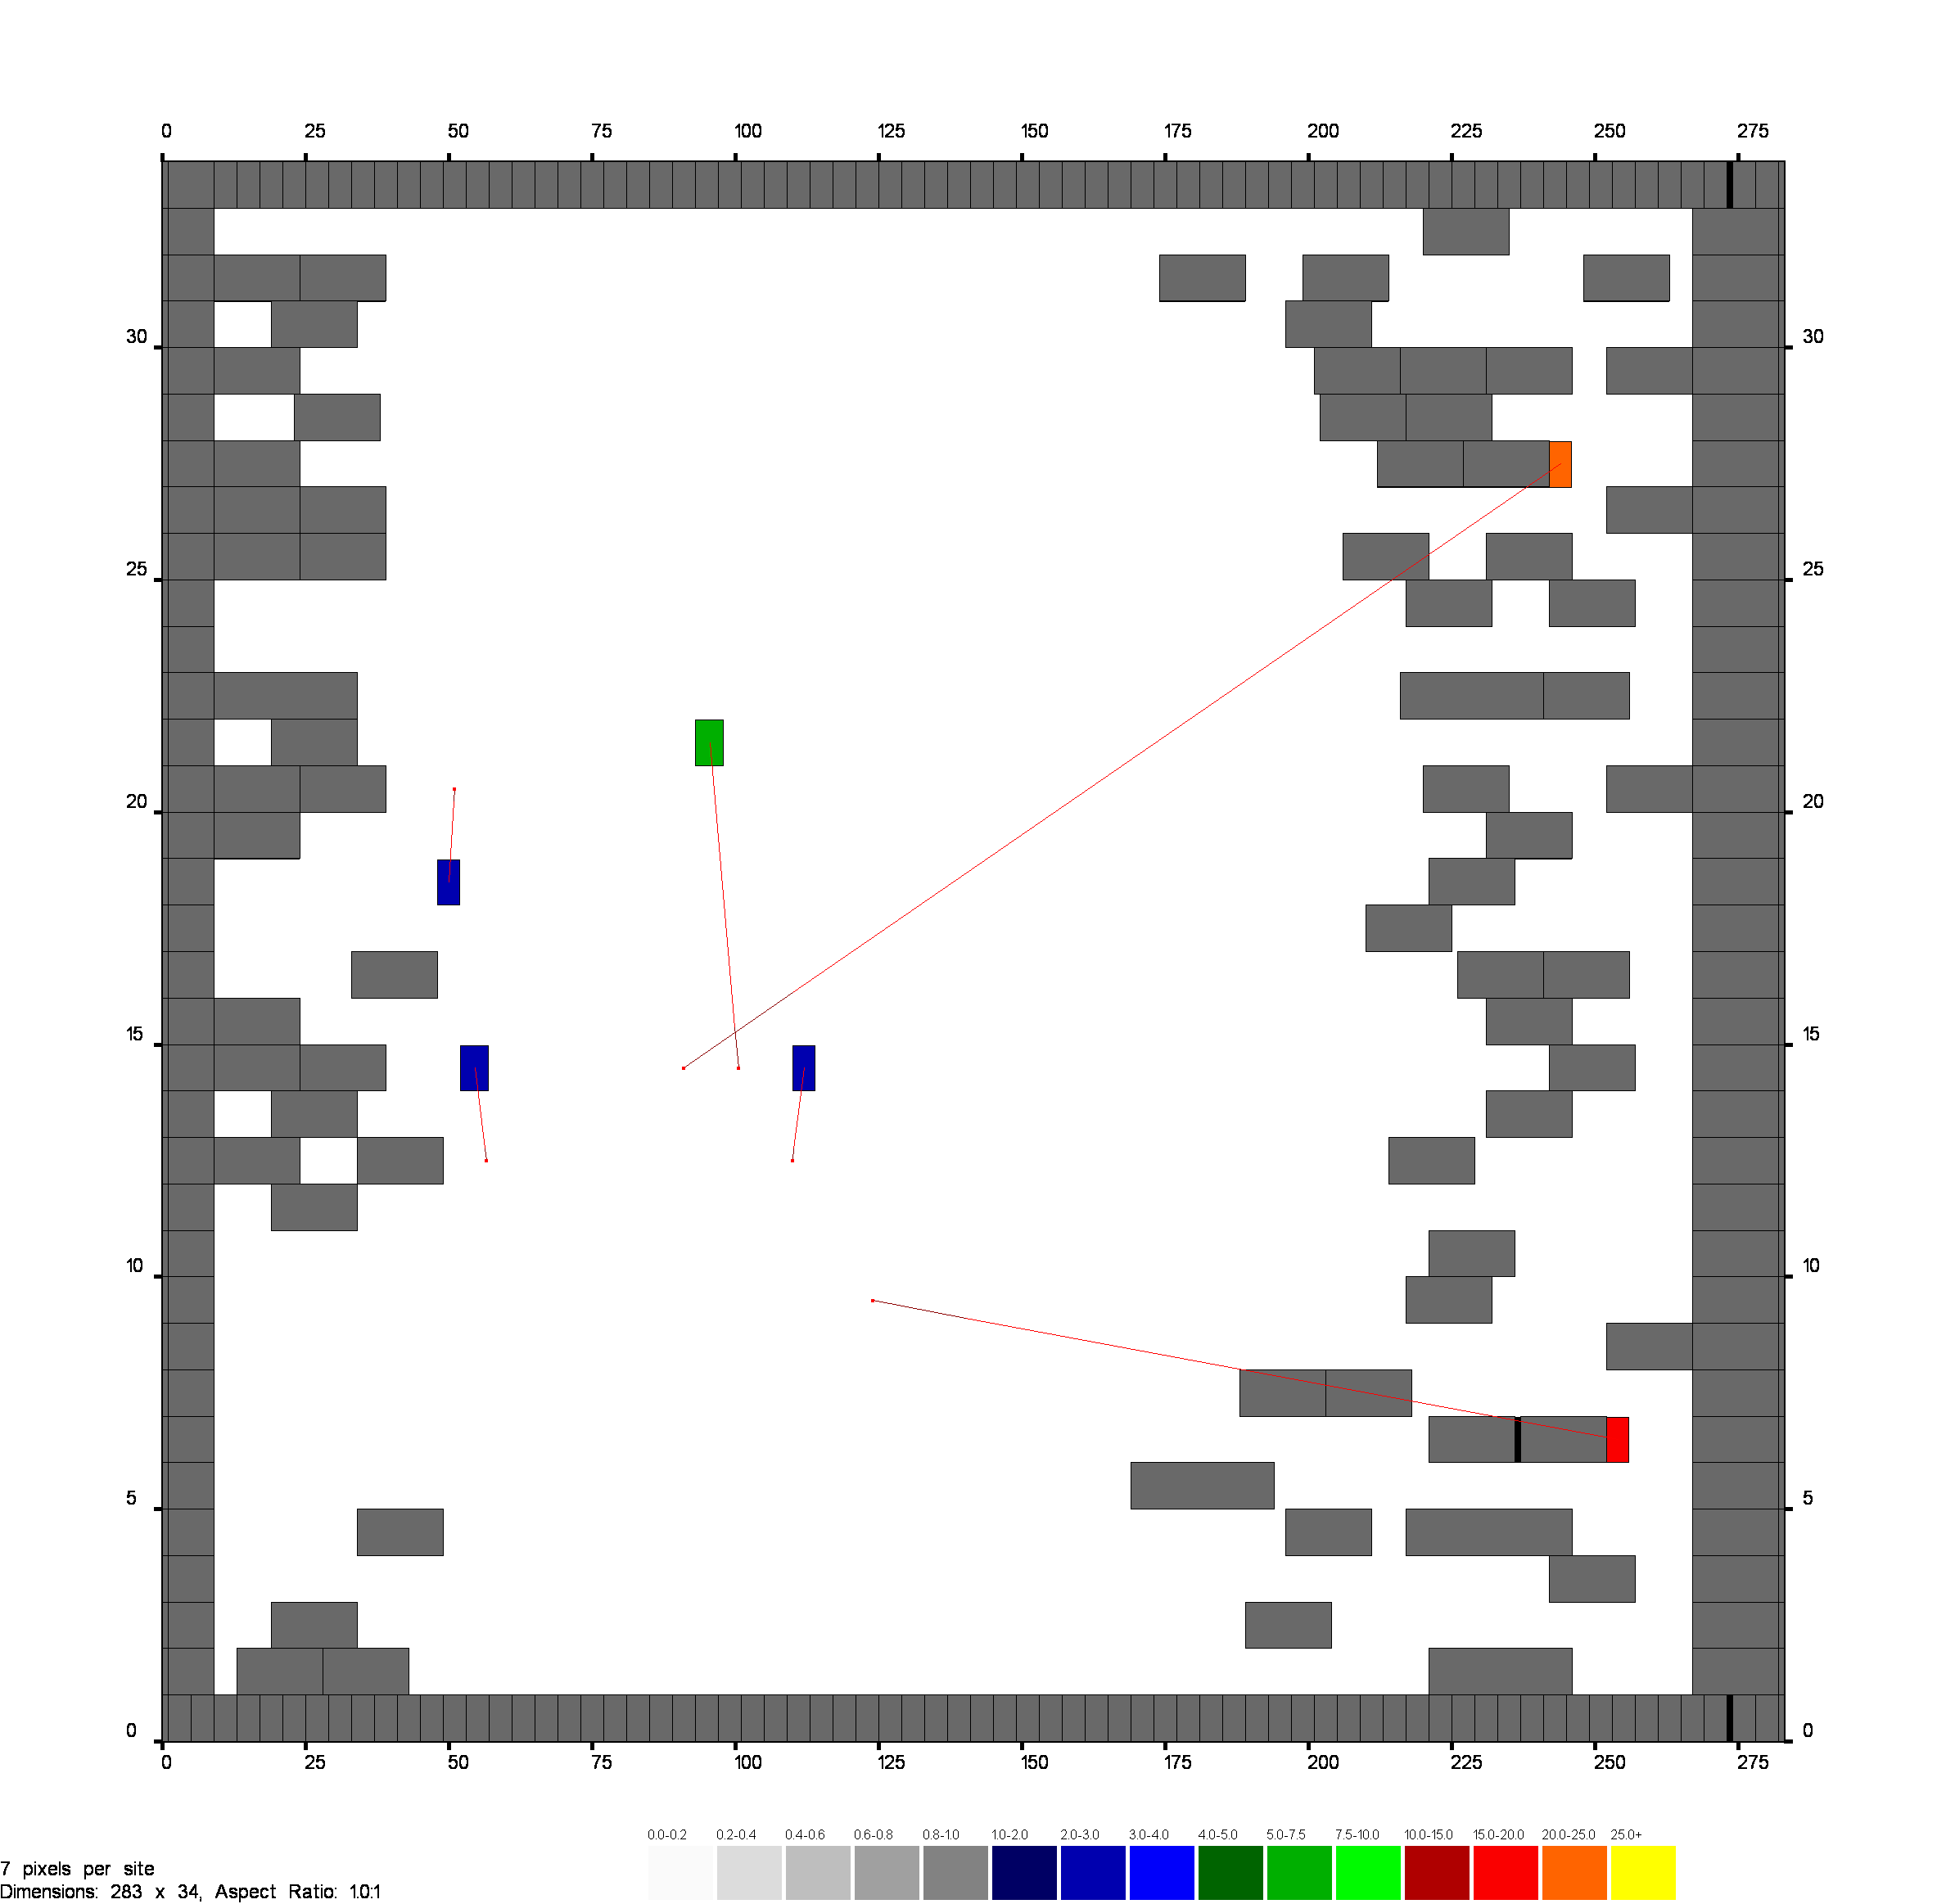 0 25 50 75 100 125 150 175 200 225 250 275
30 30
25 25
20 20
15 15
10 10
5 5
0 0
0 25 50 75 100 125 150 175 200 225 250 275
0.0-0.2 0.2-0.4 0.4-0.6 0.6-0.8 0.8-1.0 1.0-2.0 2.0-3.0 3.0-4.0 4.0-5.0 5.0-7.5 7.5-10.0 10.0-15.0 15.0-20.0 20.0-25.0 25.0+
7 pixels per site
Dimensions: 283 x 34, Aspect Ratio: 1.0:1